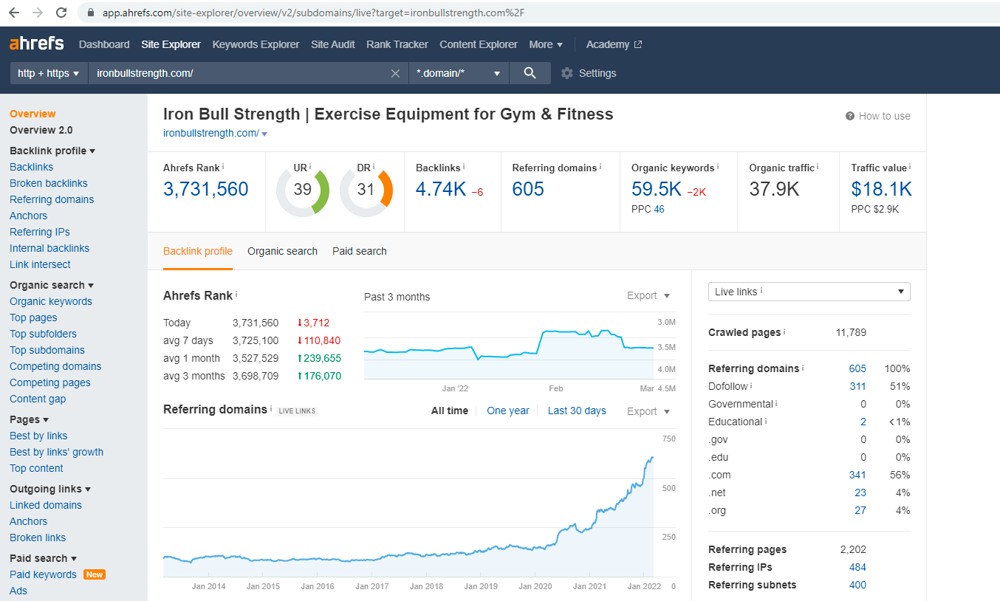 app.ahrefs.com/site-explorer/overview/v2/subdomains/live?target=ironbullstrength.com%2F
ahrefs Dashboard Site Explorer Keywords Explorer Site Audit Rank Tracker Content Explorer More Academy
http + https ironbullstrength.com/ *.domain/* Settings
Overview
Overview 2.0
Backlink profile
Backlinks
Broken backlinks
Referring domains
Anchors
Referring IPs
Internal backlinks
Link intersect
Organic search
Organic keywords
Top pages
Top subfolders
Top subdomains
Competing domains
Competing pages
Content gap
Pages
Best by links
Best by links' growth
Top content
Outgoing links
Linked domains
Anchors
Broken links
Paid search
Paid keywords New
Ads
Iron Bull Strength | Exercise Equipment for Gym & Fitness
How to use
ironbullstrength.com/
Ahrefs Rank i
3,731,560
UR i
39
DR i
31
Backlinks i
4.74K −6
Referring domains i
605
Organic keywords i
59.5K −2K
PPC 46
Organic traffic i
37.9K
Traffic value i
$18.1K
PPC $2.9K
Backlink profile Organic search Paid search
Ahrefs Rank i
Today 3,731,560 3,712
avg 7 days 3,725,100 110,840
avg 1 month 3,527,529 239,655
avg 3 months 3,698,709 176,070
Past 3 months Export
3.0M
3.5M
4.0M
Jan '22 Feb Mar 4.5M
Referring domains i LIVE LINKS All time One year Last 30 days Export
750
500
250
Jan 2014 Jan 2015 Jan 2016 Jan 2017 Jan 2018 Jan 2019 Jan 2020 Jan 2021 Jan 2022 0
Live links i
Crawled pages i 11,789
Referring domains i 605 100%
Dofollow i 311 51%
Governmental i 0 0%
Educational i 2 <1%
.gov 0 0%
.edu 0 0%
.com 341 56%
.net 23 4%
.org 27 4%
Referring pages 2,202
Referring IPs 484
Referring subnets 400